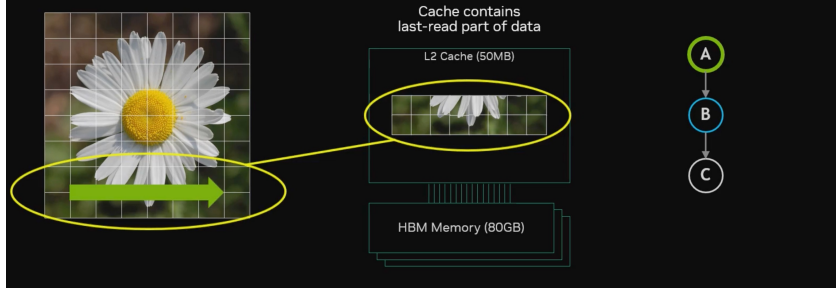 Cache contains
last-read part of data
L2 Cache (50MB)
A
B
C
HBM Memory (80GB)